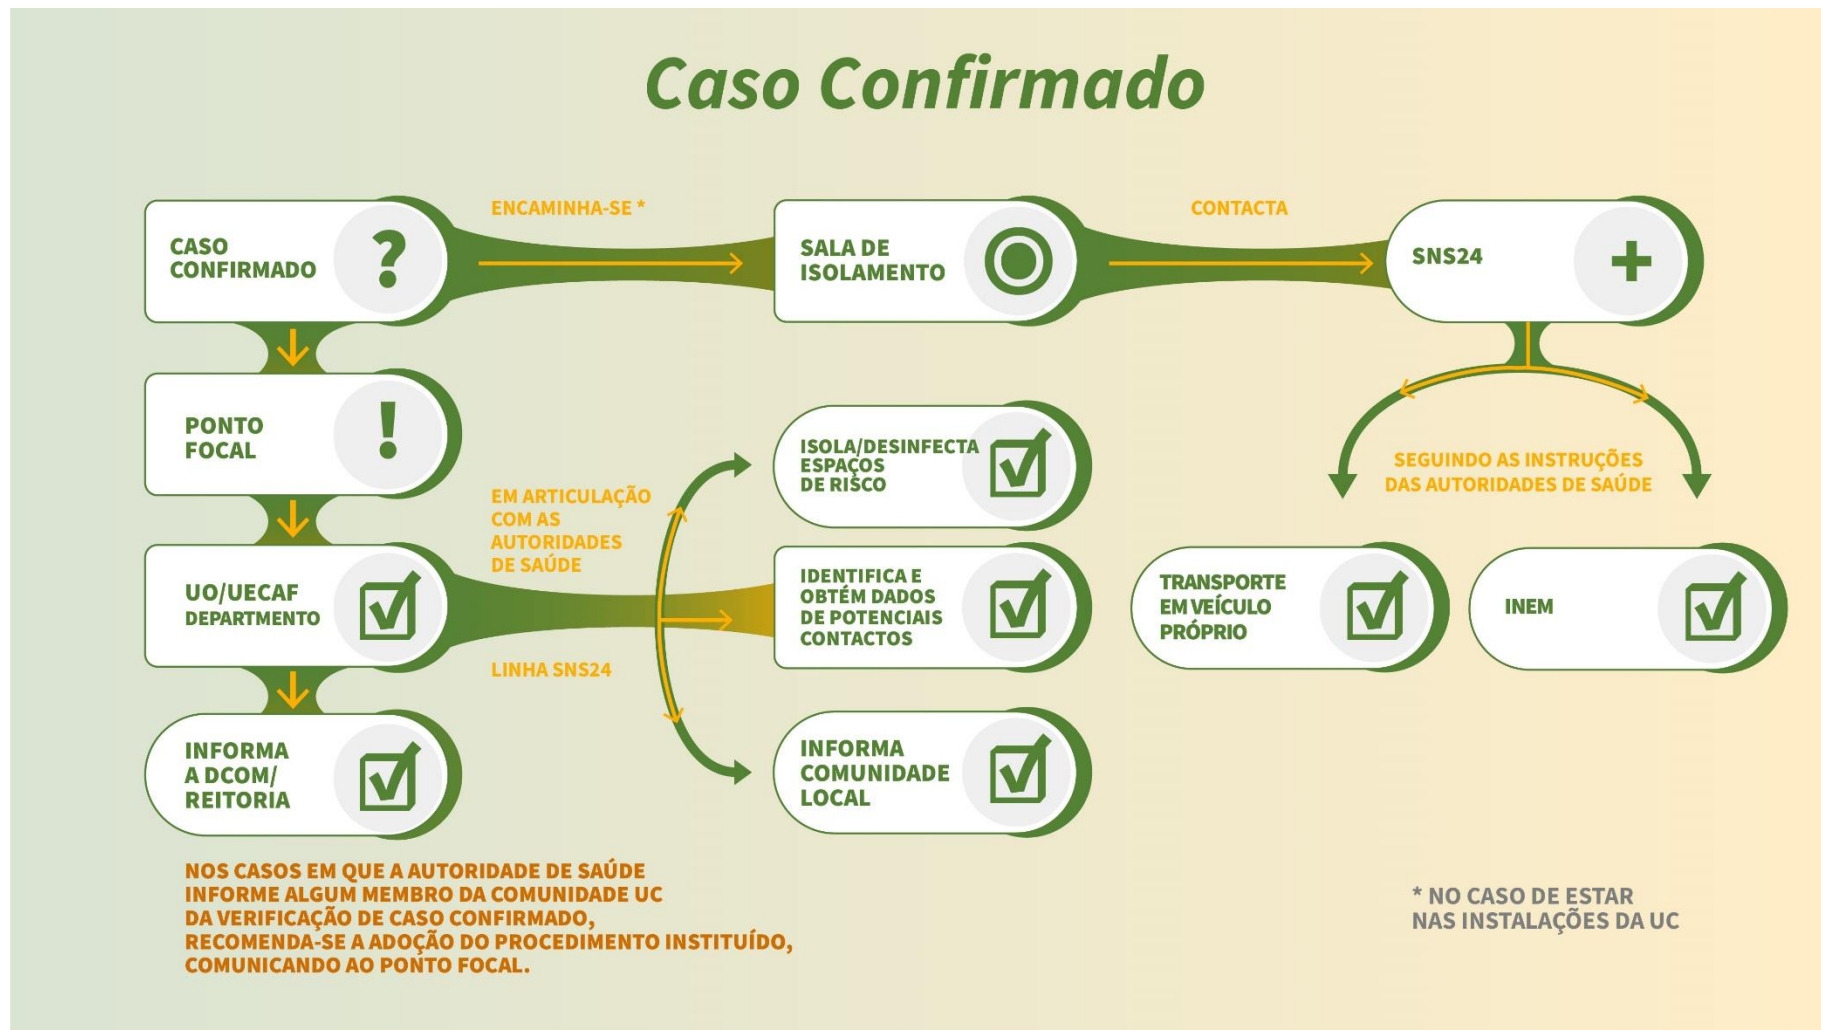 Caso Confirmado
ENCAMINHA-SE *
CONTACTA
CASO
CONFIRMADO
?
SALA DE
ISOLAMENTO
SNS24
+
PONTO
FOCAL
!
ISOLA/DESINFECTA
ESPAÇOS
DE RISCO
SEGUINDO AS INSTRUÇÕES
DAS AUTORIDADES DE SAÚDE
EM ARTICULAÇÃO
COM AS
AUTORIDADES
DE SAÚDE
UO/UECAF
DEPARTMENTO
IDENTIFICA E
OBTÉM DADOS
DE POTENCIAIS
CONTACTOS
TRANSPORTE
EM VEÍCULO
PRÓPRIO
INEM
LINHA SNS24
INFORMA
A DCOM/
REITORIA
INFORMA
COMUNIDADE
LOCAL
NOS CASOS EM QUE A AUTORIDADE DE SAÚDE
INFORME ALGUM MEMBRO DA COMUNIDADE UC
DA VERIFICAÇÃO DE CASO CONFIRMADO,
RECOMENDA-SE A ADOÇÃO DO PROCEDIMENTO INSTITUÍDO,
COMUNICANDO AO PONTO FOCAL.
* NO CASO DE ESTAR
NAS INSTALAÇÕES DA UC